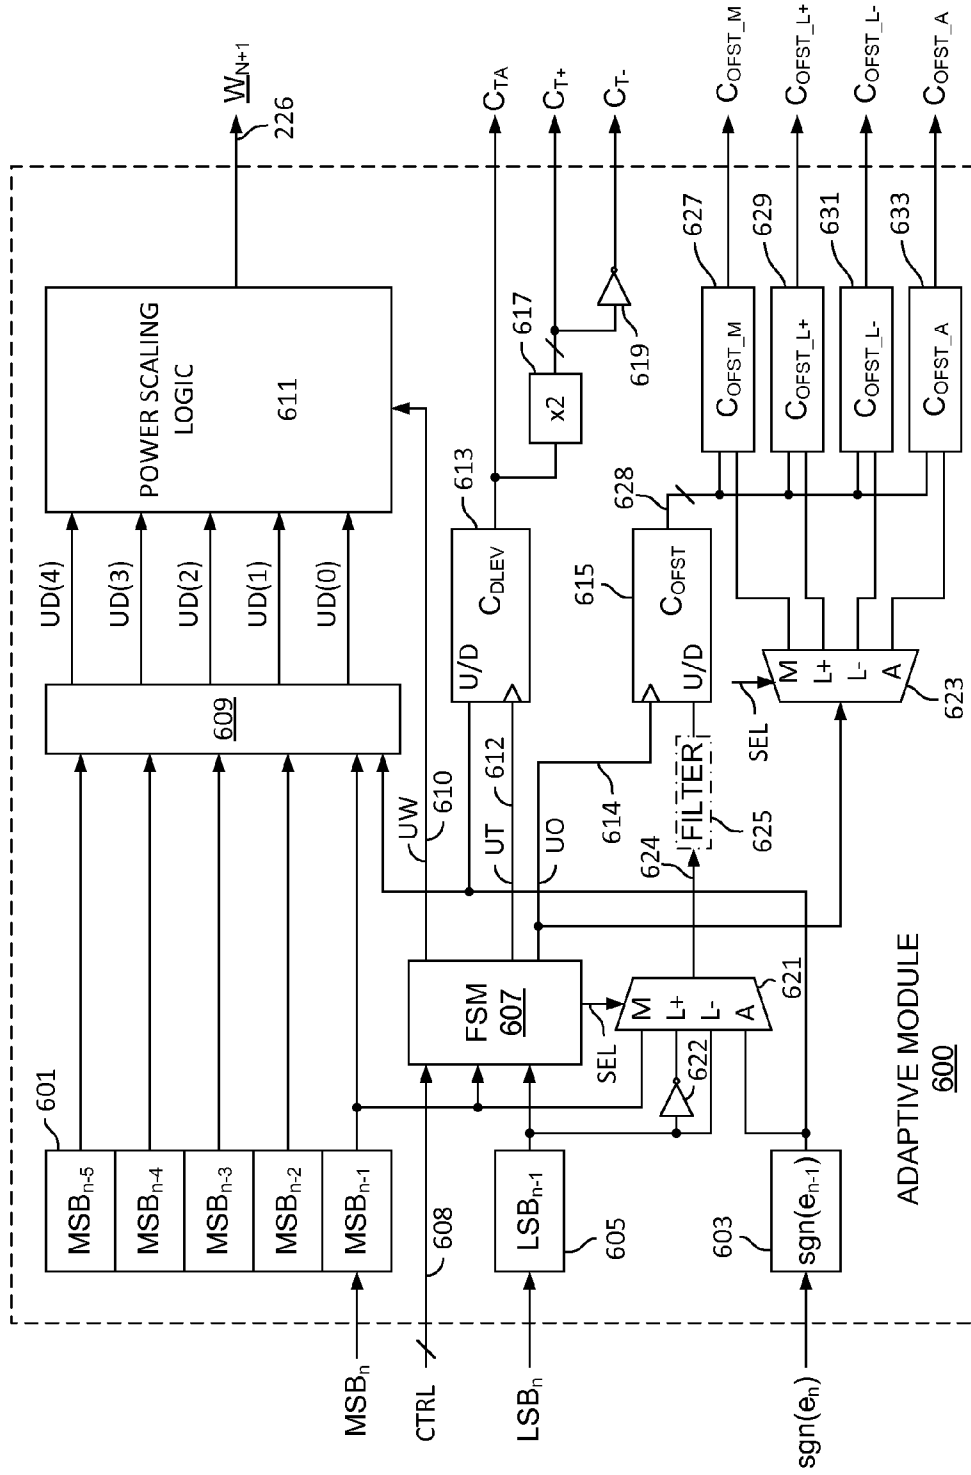 W_N+1
226
C_TA
C_T+
C_T-
C_OFST_M
C_OFST_L+
C_OFST_L-
C_OFST_A
POWER SCALING
LOGIC
611
617
x2
619
627
629
631
633
C_OFST_M
C_OFST_L+
C_OFST_L-
C_OFST_A
UD(4)
UD(3)
UD(2)
UD(1)
UD(0)
613
C_DLEV
U/D
628
615
C_OFST
U/D
609
SEL
M
L+
L-
A
623
UW
610
UT
612
UO
614
624
FILTER
625
FSM
607
SEL
M
L+
L-
A
621
622
601
MSB_n-5
MSB_n-4
MSB_n-3
MSB_n-2
MSB_n-1
608
LSB_n-1
605
603
sgn(e_n-1)
MSB_n
CTRL
LSB_n
sgn(e_n)
ADAPTIVE MODULE
600